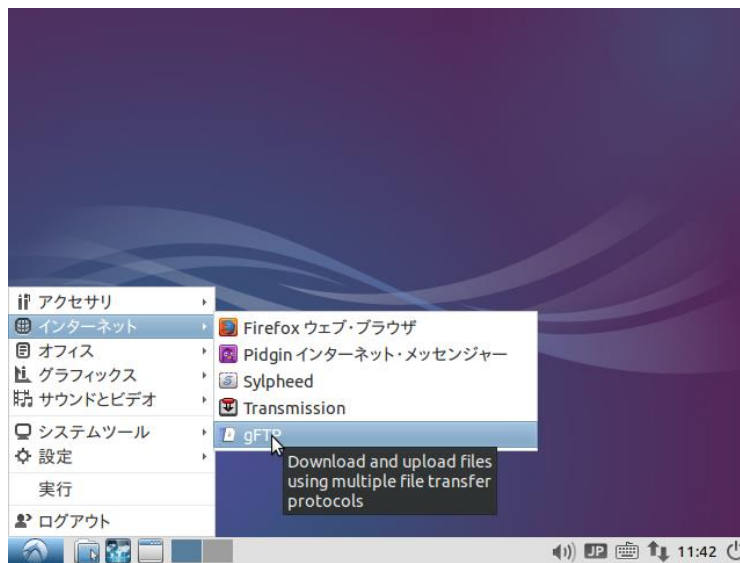 アクセサリ
インターネット
オフィス
グラフィックス
サウンドとビデオ
システムツール
設定
実行
ログアウト
Firefox ウェブ・ブラウザ
Pidgin インターネット・メッセンジャー
Sylpheed
Transmission
gFTP
Download and upload files
using multiple file transfer
protocols
JP
11:42